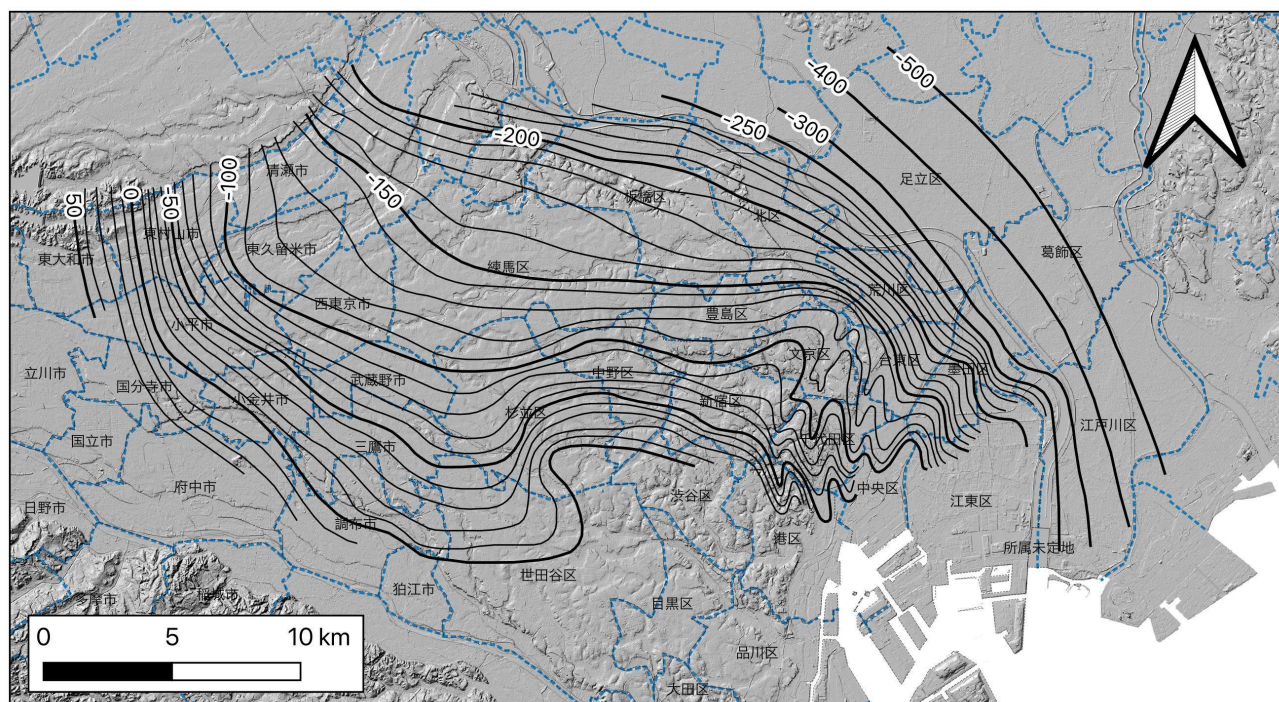 -500
-400
-300
-250
-200
-150
-100
-50
0
50
清瀬市
足立区
板橋区
北区
東村山市
東大和市
東久留米市
葛飾区
練馬区
荒川区
西東京市
豊島区
小平市
文京区
台東区
墨田区
立川市
国分寺市
武蔵野市
中野区
小金井市
新宿区
杉並区
江戸川区
国立市
三鷹市
千代田区
府中市
渋谷区
中央区
日野市
江東区
調布市
港区
所属未定地
世田谷区
狛江市
稲城市
目黒区
品川区
大田区
0 5 10 km